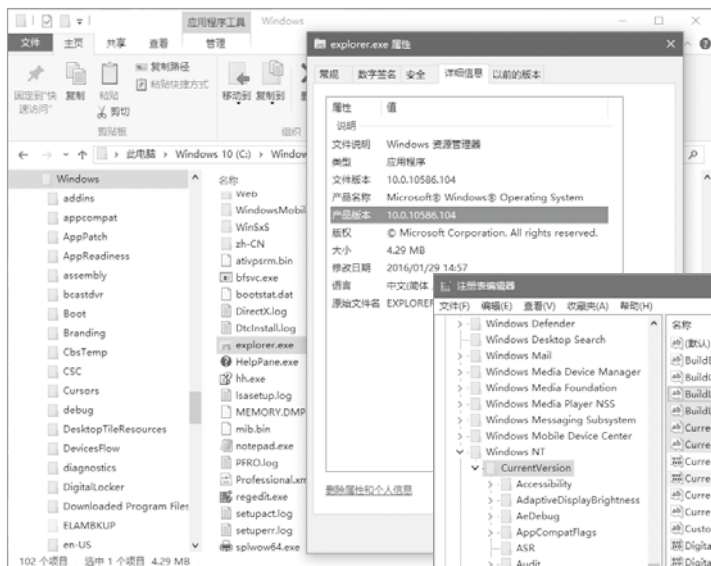 应用程序工具 Windows
文件 主页 共享 查看 管理
固定到"快速访问"
复制
粘贴
复制路径
粘贴快捷方式
剪切
移动到 复制到
剪贴板
组织
此电脑 > Windows 10 (C:) > Window
Windows
addins
appcompat
AppPatch
AppReadiness
assembly
bcastdvr
Boot
Branding
CbsTemp
CSC
Cursors
debug
DesktopTileResources
DevicesFlow
diagnostics
DigitalLocker
Downloaded Program Files
ELAMBKUP
en-US
名称
Web
WindowsMobil
WinSxS
zh-CN
ativpsrm.bin
bfsvc.exe
bootstat.dat
DirectX.log
DtcInstall.log
explorer.exe
HelpPane.exe
hh.exe
lsasetup.log
MEMORY.DMP
mib.bin
notepad.exe
PFRO.log
Professional.xm
regedit.exe
setupact.log
setuperr.log
splwow64.exe
102 个项目 选中 1 个项目 4.29 MB
explorer.exe 属性
常规 数字签名 安全 详细信息 以前的版本
属性 值
说明
文件说明 Windows 资源管理器
类型 应用程序
文件版本 10.0.10586.104
产品名称 Microsoft® Windows® Operating System
产品版本 10.0.10586.104
版权 © Microsoft Corporation. All rights reserved.
大小 4.29 MB
修改日期 2016/01/29 14:57
语言 中文(简体
原始文件名 EXPLORER
删除属性和个人信息
注册表编辑器
文件(F) 编辑(E) 查看(V) 收藏夹(A) 帮助(H)
Windows Defender
Windows Desktop Search
Windows Mail
Windows Media Device Manager
Windows Media Foundation
Windows Media Player NSS
Windows Messaging Subsystem
Windows Mobile Device Center
Windows NT
CurrentVersion
Accessibility
AdaptiveDisplayBrightness
AeDebug
AppCompatFlags
ASR
Audit
名称
(默认)
Build
Build
Build
Build
Curre
Curre
Curre
Curre
Curre
Curre
Custo
Digita
Digita